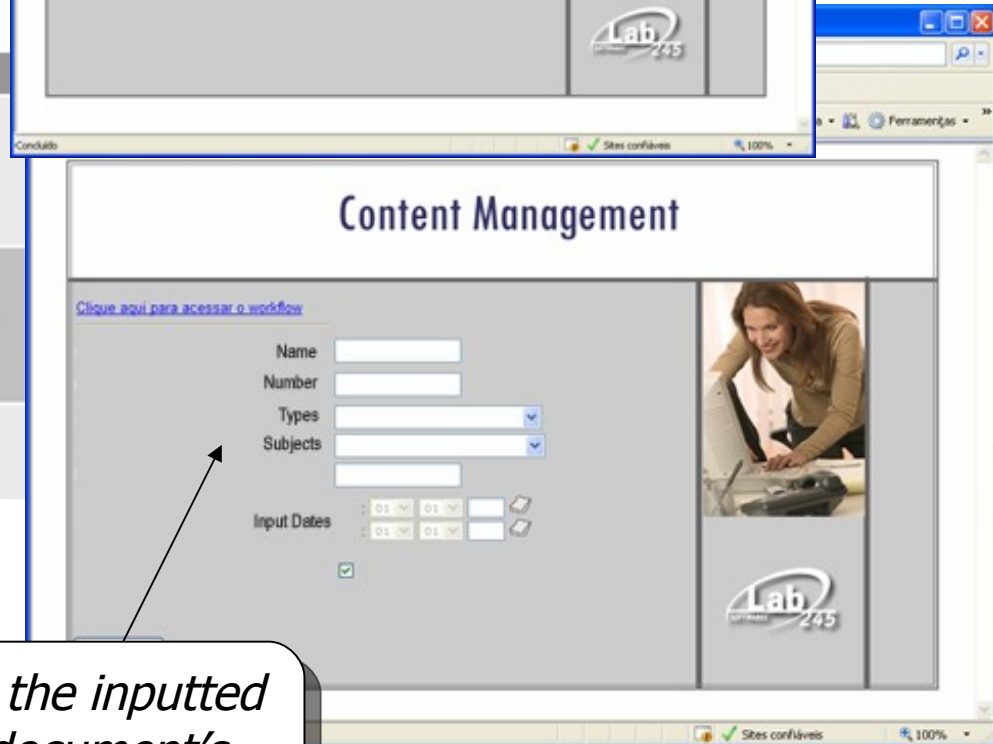 Lab
245
Concluído
Sites confiáveis
100%
Ferramentas
Content Management
Clique aqui para acessar o workflow
Name
Number
Types
Subjects
Input Dates
: 01 01
: 01 01
Lab
245
the inputted
document's
Sites confiáveis
100%